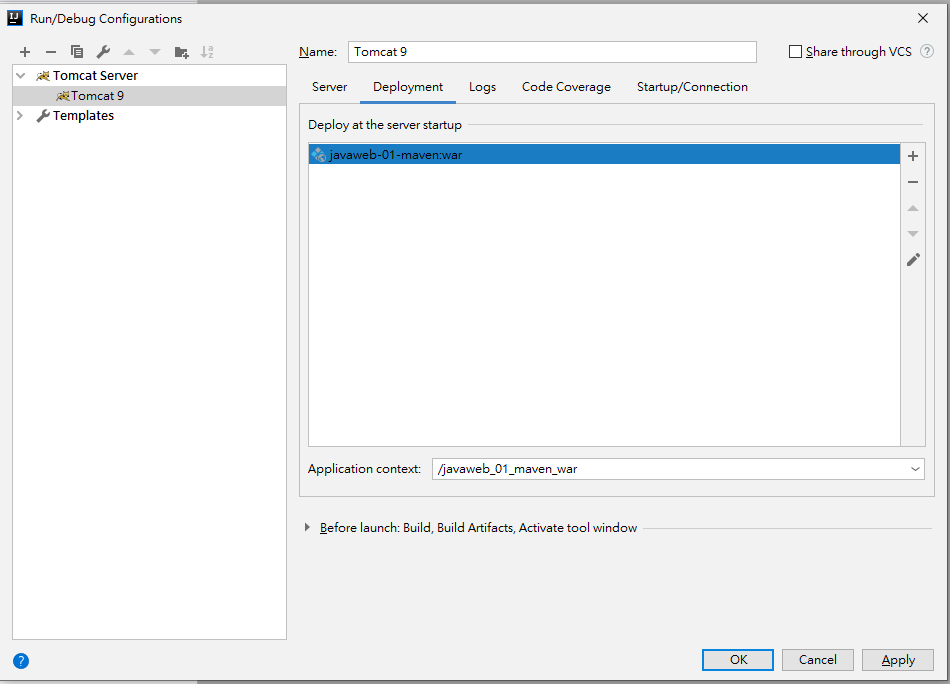 Run/Debug Configurations
Name: Tomcat 9 Share through VCS ?
Tomcat Server
Tomcat 9
Templates
Server Deployment Logs Code Coverage Startup/Connection
Deploy at the server startup
javaweb-01-maven:war
Application context: /javaweb_01_maven_war
Before launch: Build, Build Artifacts, Activate tool window
? OK Cancel Apply